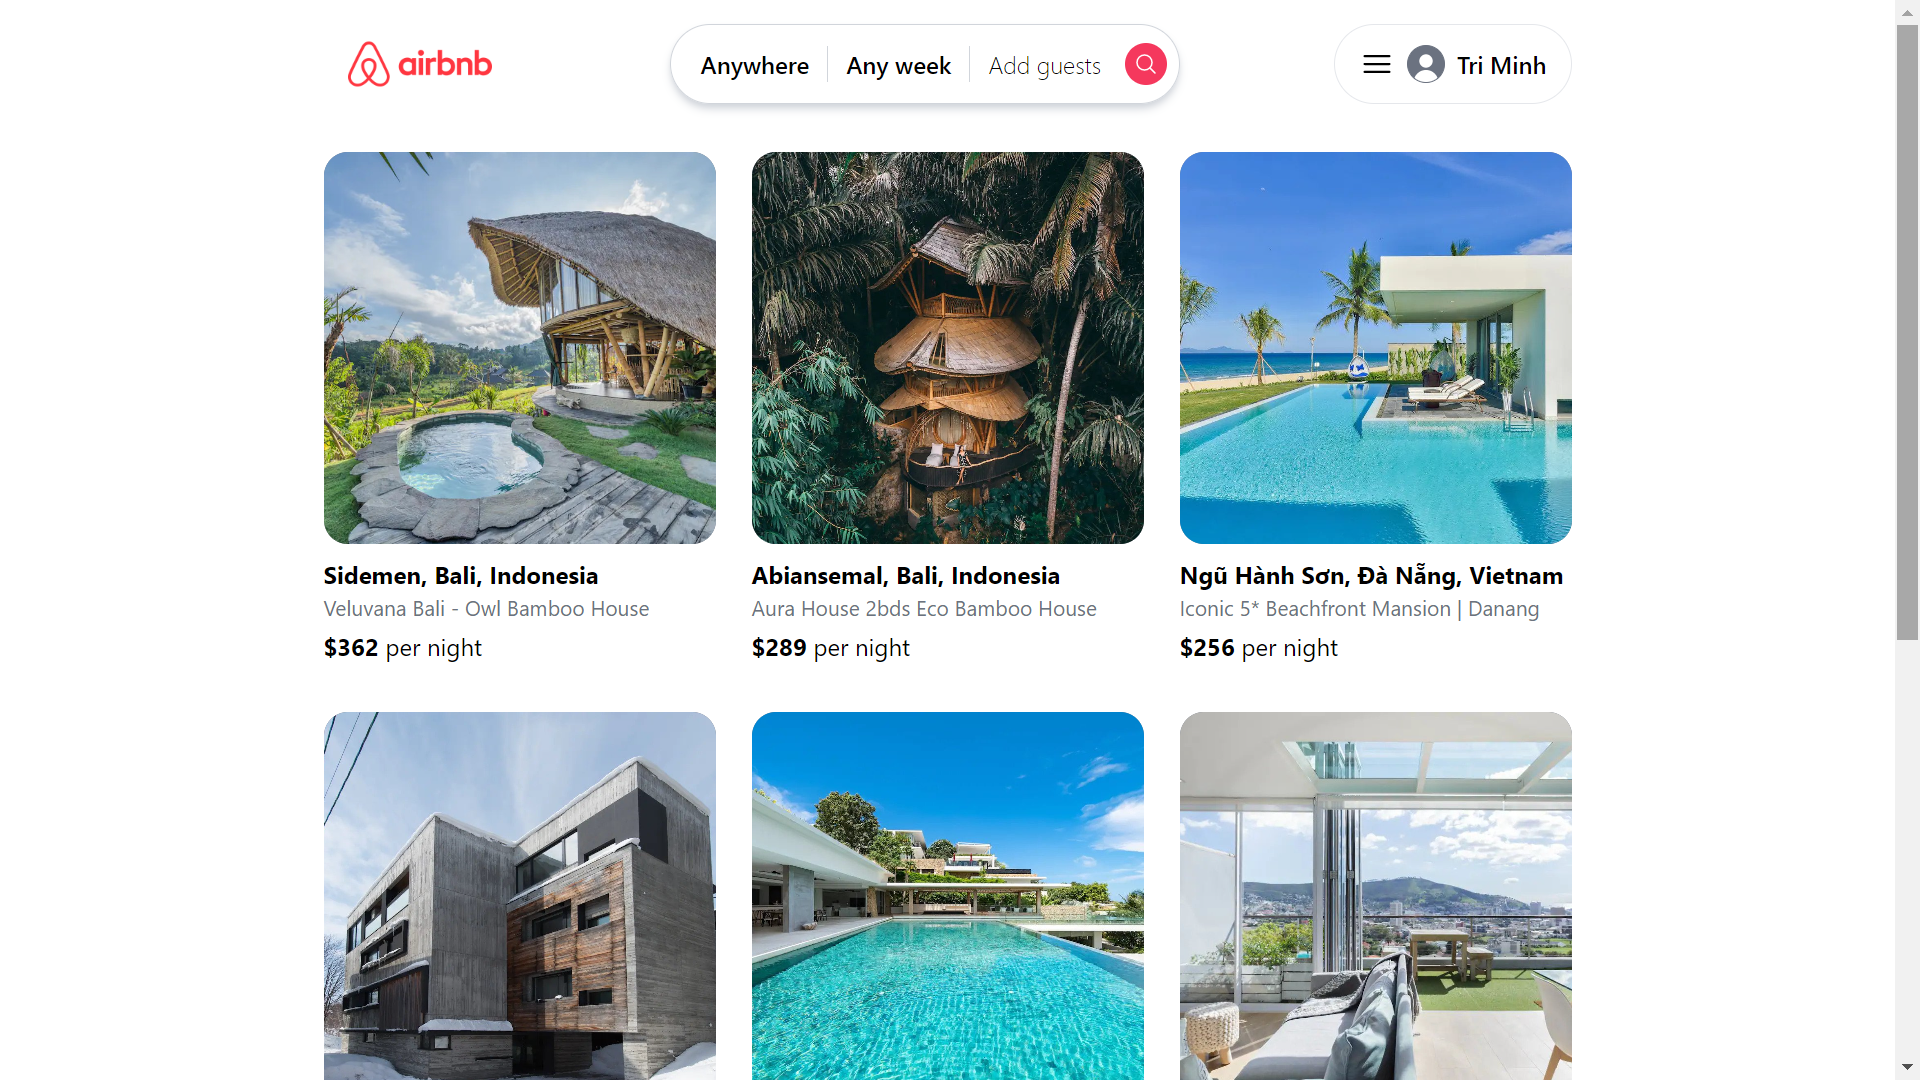 airbnb
Anywhere
Any week
Add guests
Tri Minh
Sidemen, Bali, Indonesia
Veluvana Bali - Owl Bamboo House
$362 per night
Abiansemal, Bali, Indonesia
Aura House 2bds Eco Bamboo House
$289 per night
Ngũ Hành Sơn, Đà Nẵng, Vietnam
Iconic 5* Beachfront Mansion | Danang
$256 per night